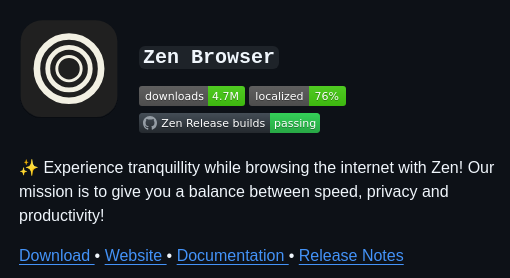 Zen Browser
downloads 4.7M localized 76%
Zen Release builds passing
✨ Experience tranquillity while browsing the internet with Zen! Our
mission is to give you a balance between speed, privacy and
productivity!
Download • Website • Documentation • Release Notes